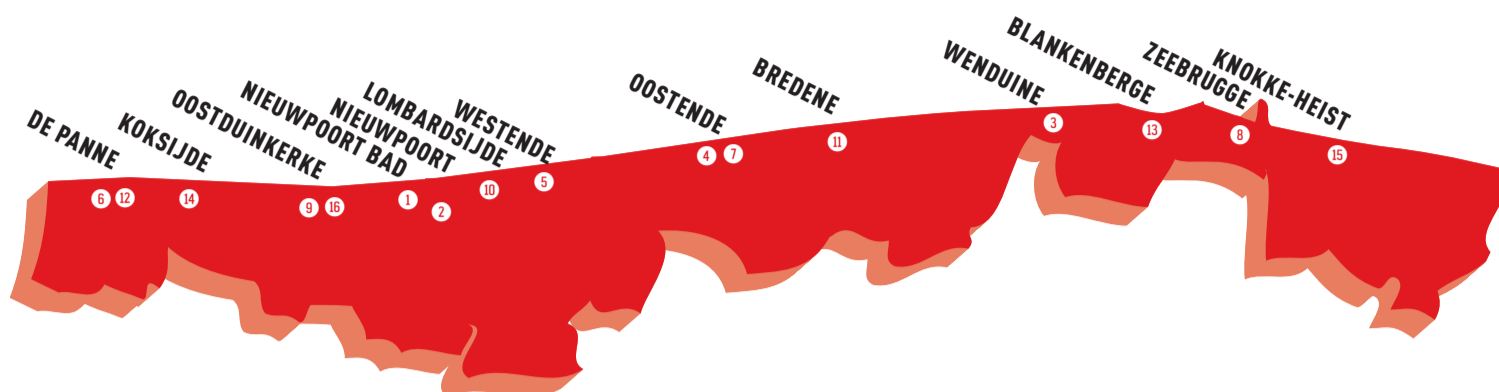 DE PANNE
KOKSIJDE
OOSTDUINKERKE
NIEUWPOORT BAD
NIEUWPOORT
LOMBARDSIJDE
WESTENDE
OOSTENDE
BREDENE
WENDUINE
BLANKENBERGE
ZEEBRUGGE
KNOKKE-HEIST
6
12
14
9
16
1
2
10
5
4
7
11
3
13
8
15